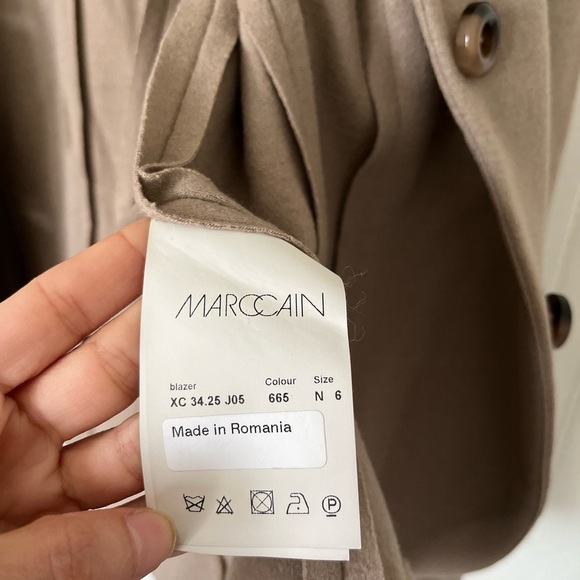 MARCCAIN
blazer Colour Size
XC 34.25 J05 665 N 6
Made in Romania
P